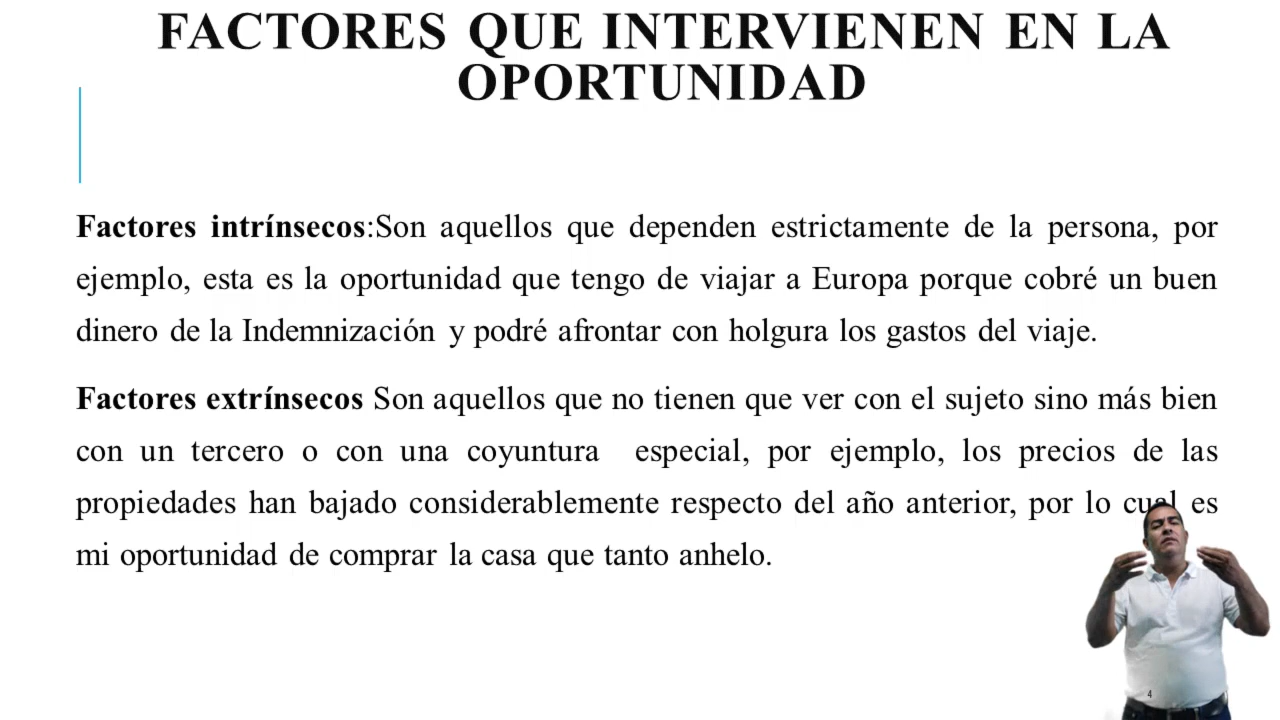 FACTORES QUE INTERVIENEN EN LA
OPORTUNIDAD
Factores intrínsecos:Son aquellos que dependen estrictamente de la persona, por
ejemplo, esta es la oportunidad que tengo de viajar a Europa porque cobré un buen
dinero de la Indemnización y podré afrontar con holgura los gastos del viaje.
Factores extrínsecos Son aquellos que no tienen que ver con el sujeto sino más bien
con un tercero o con una coyuntura especial, por ejemplo, los precios de las
propiedades han bajado considerablemente respecto del año anterior, por lo cual es
mi oportunidad de comprar la casa que tanto anhelo.
4